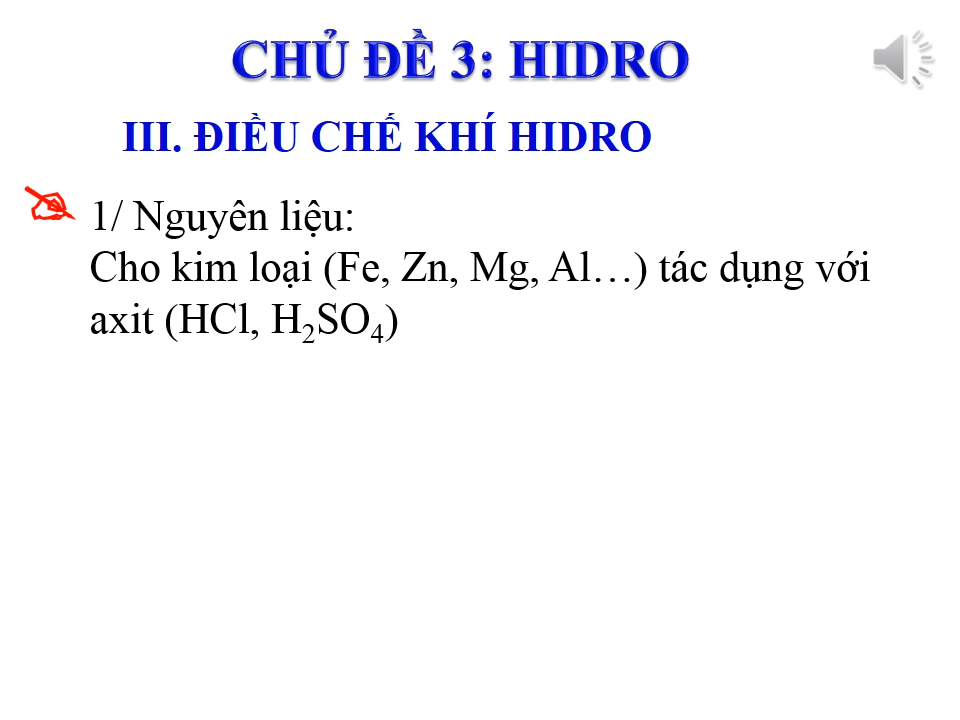 CHỦ ĐỀ 3: HIDRO
III. ĐIỀU CHẾ KHÍ HIDRO
1/ Nguyên liệu:
Cho kim loại (Fe, Zn, Mg, Al…) tác dụng với
axit (HCl, H₂SO₄)